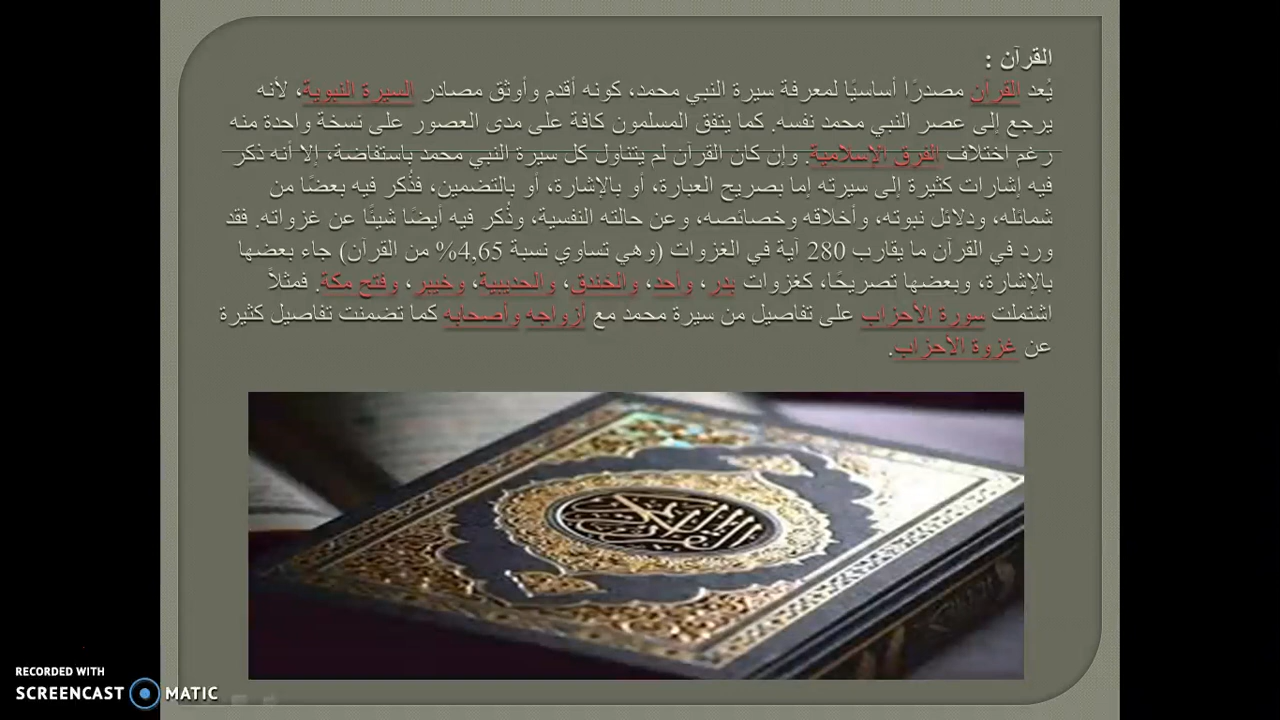 القرآن :
يُعد القرآن مصدرًا أساسيًا لمعرفة سيرة النبي محمد، كونه أقدم وأوثق مصادر السيرة النبوية، لأنه
يرجع إلى عصر النبي محمد نفسه. كما يتفق المسلمون كافة على مدى العصور على نسخة واحدة منه
رغم اختلاف الفرق الإسلامية. وإن كان القرآن لم يتناول كل سيرة النبي محمد بإستفاضة، إلا أنه ذكر
فيه إشارات كثيرة إلى سيرته إما بصريح العبارة، أو بالإشارة، أو بالتضمين، فذُكر فيه بعضًا من
شمائله، ودلائل نبوته، وأخلاقه وخصائصه، وعن حالته النفسية، وذُكر فيه أيضًا شيئًا عن غزواته. فقد
ورد في القرآن ما يقارب 280 آية في الغزوات (وهي تساوي نسبة 4,65% من القرآن) جاء بعضها
بالإشارة، وبعضها تصريحًا، كغزوات بدر، وأحد، والخندق، والحديبية، وخيبر، وفتح مكة. فمثلاً
اشتملت سورة الأحزاب على تفاصيل من سيرة محمد مع أزواجه وأصحابه كما تضمنت تفاصيل كثيرة
عن غزوة الأحزاب.
القرآن الكريم
RECORDED WITH
SCREENCAST MATIC